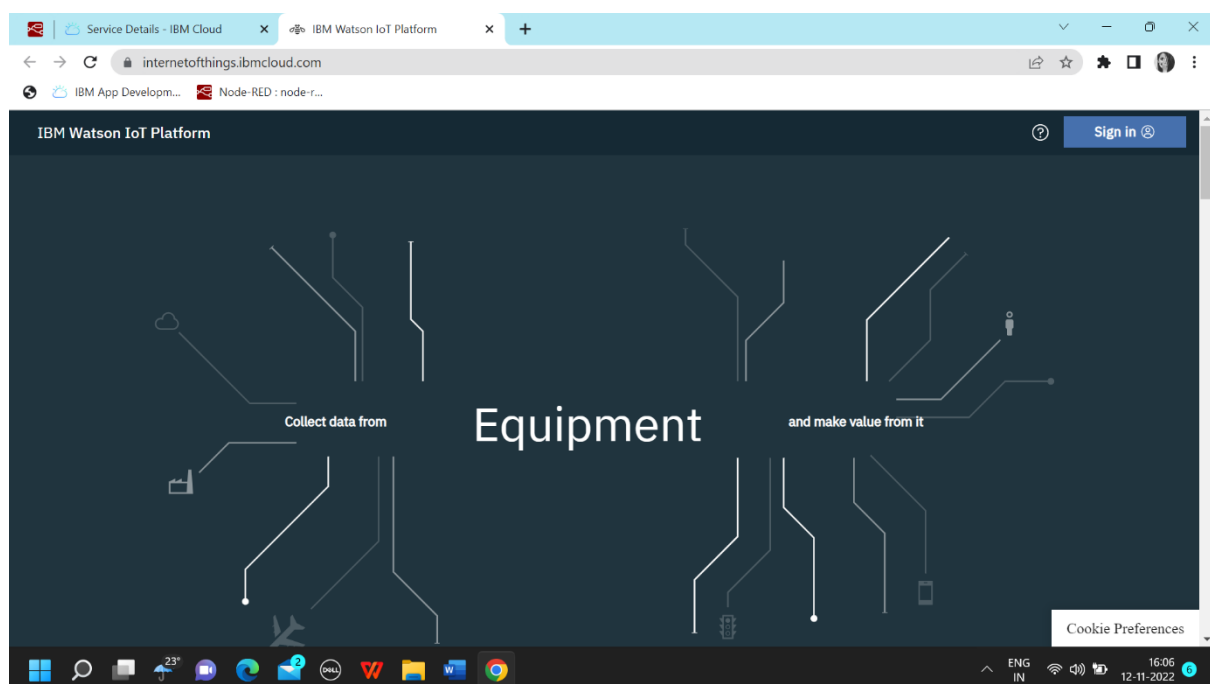 Service Details - IBM Cloud
IBM Watson IoT Platform
internetofthings.ibmcloud.com
IBM App Developm...
Node-RED : node-r...
IBM Watson IoT Platform
Sign in
Collect data from Equipment and make value from it
Cookie Preferences
23°
2
DELL
W
W
ENG
IN
16:06
12-11-2022
6